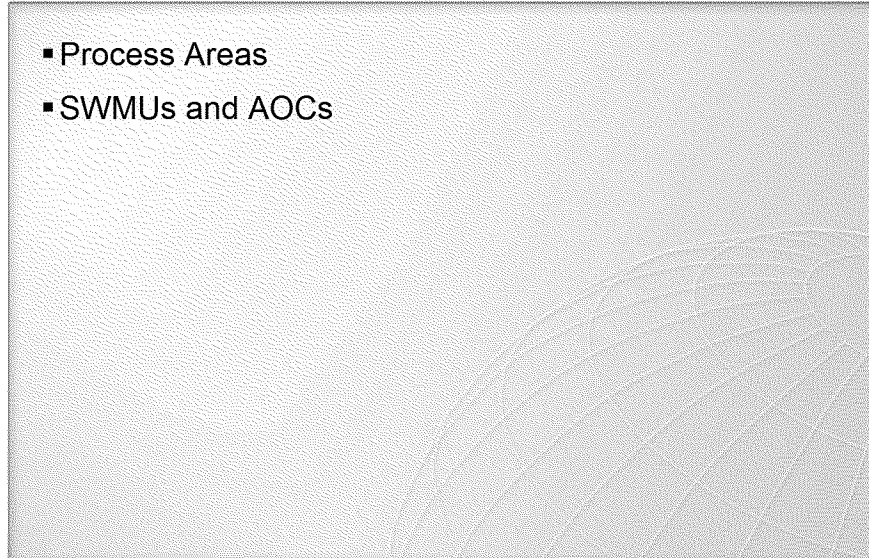 ▪ Process Areas
▪ SWMUs and AOCs